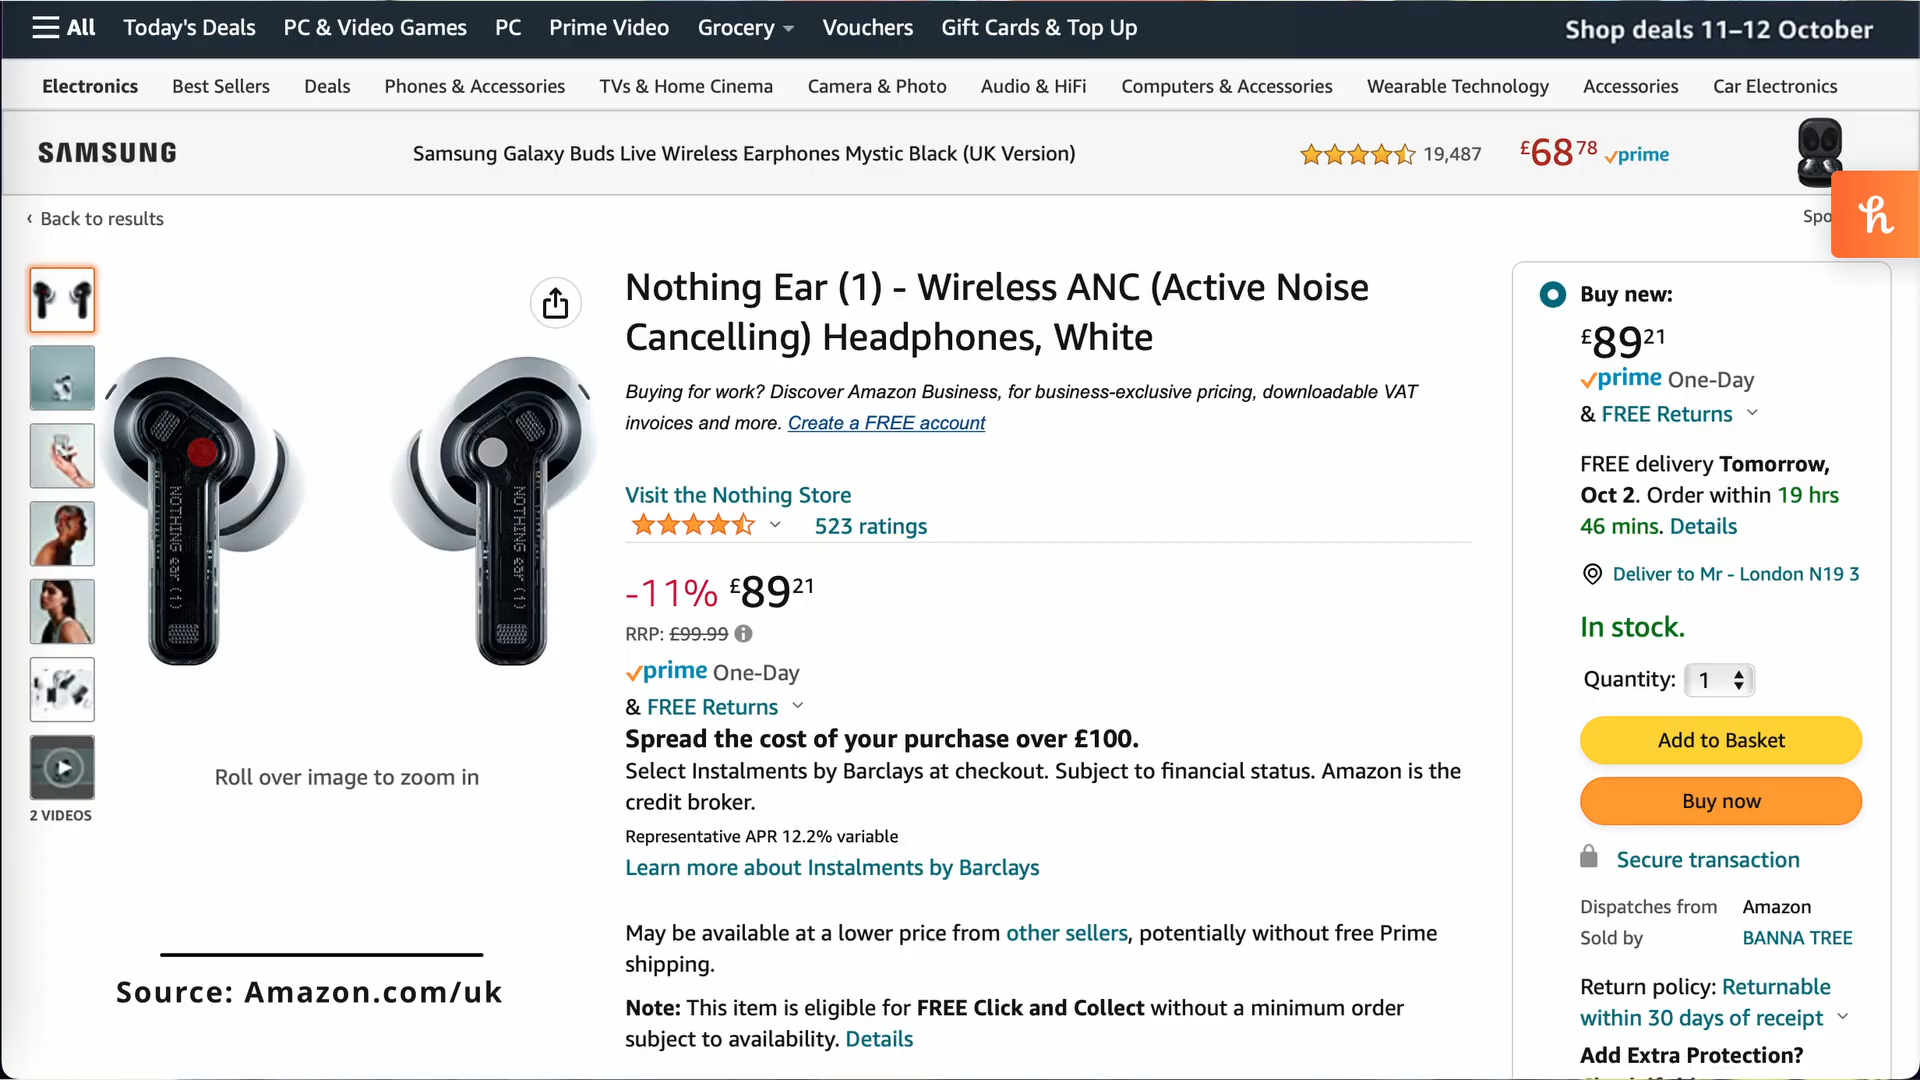 All Today's Deals PC & Video Games PC Prime Video Grocery Vouchers Gift Cards & Top Up Shop deals 11–12 October
Electronics Best Sellers Deals Phones & Accessories TVs & Home Cinema Camera & Photo Audio & HiFi Computers & Accessories Wearable Technology Accessories Car Electronics
SAMSUNG Samsung Galaxy Buds Live Wireless Earphones Mystic Black (UK Version) 19,487 £68 78 prime
‹ Back to results
Spo
Nothing Ear (1) - Wireless ANC (Active Noise
Cancelling) Headphones, White
Buying for work? Discover Amazon Business, for business-exclusive pricing, downloadable VAT
invoices and more. Create a FREE account
Visit the Nothing Store
523 ratings
-11% £89 21
RRP: £99.99
prime One-Day
& FREE Returns
Spread the cost of your purchase over £100.
Select Instalments by Barclays at checkout. Subject to financial status. Amazon is the
credit broker.
Representative APR 12.2% variable
Learn more about Instalments by Barclays
May be available at a lower price from other sellers, potentially without free Prime
shipping.
Note: This item is eligible for FREE Click and Collect without a minimum order
subject to availability. Details
NOTHING ear (1)
NOTHING ear (1)
Roll over image to zoom in
2 VIDEOS
Source: Amazon.com/uk
Buy new:
£89 21
prime One-Day
& FREE Returns
FREE delivery Tomorrow,
Oct 2. Order within 19 hrs
46 mins. Details
Deliver to Mr - London N19 3
In stock.
Quantity: 1
Add to Basket
Buy now
Secure transaction
Dispatches from Amazon
Sold by BANNA TREE
Return policy: Returnable
within 30 days of receipt
Add Extra Protection?